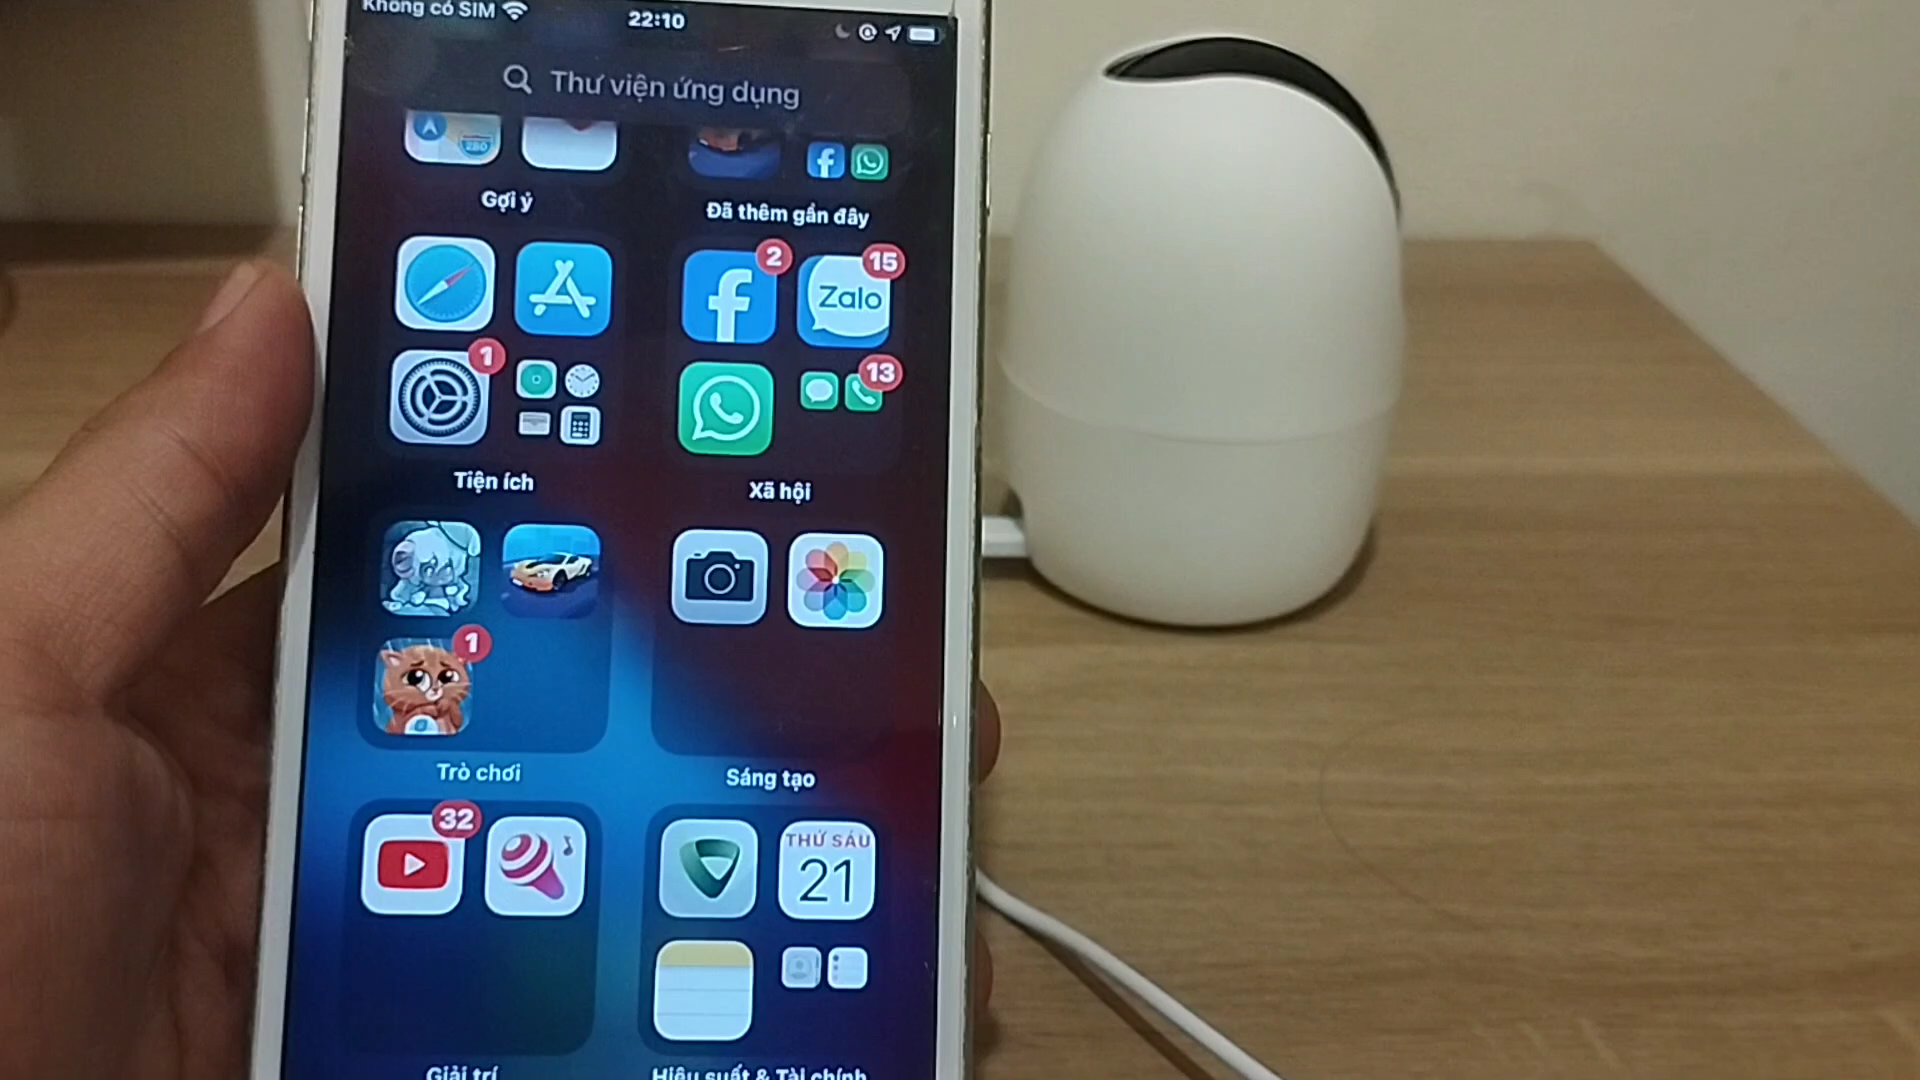 Không có SIM
22:10
Thư viện ứng dụng
280
Gợi ý
Đã thêm gần đây
2
15
Zalo
1
13
Tiện ích
Xã hội
1
Trò chơi
Sáng tạo
32
THỨ SÁU
21
Giải trí
Hiệu suất & Tài chính